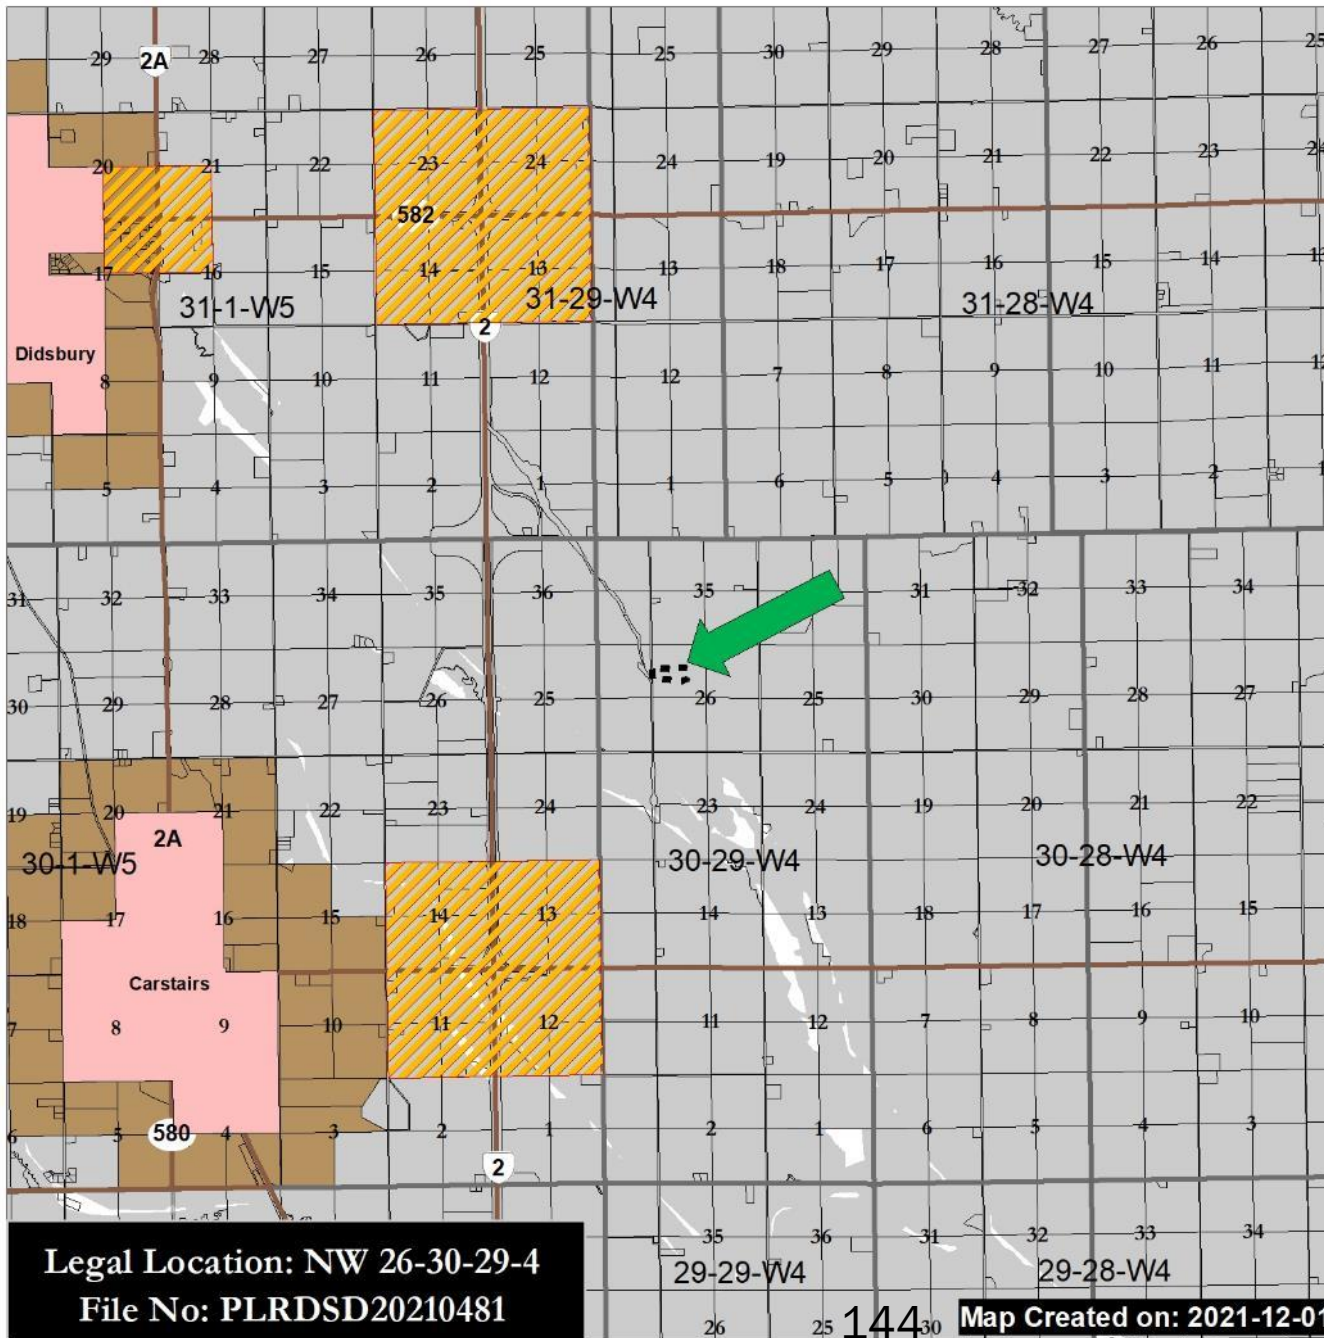 29 2A 28 27 26 25 30 29 28 27 26 25
20 21 22 23 24 24 19 20 21 22 23 24
582
17 16 15 14 13 13 18 17 16 15 14 13
31-1-W5 31-29-W4 31-28-W4
2
Didsbury
8 9 10 11 12 12 7 8 9 10 11 12
5 4 3 2 1 1 6 5 4 3 2 1
31 32 33 34 35 36 35 31 32 33 34
30 29 28 27 26 25 26 25 30 29 28 27
19 20 21 22 23 24 23 24 19 20 21 22
2A
30-1-W5 30-29-W4 30-28-W4
18 17 16 15 14 13 14 13 18 17 16 15
Carstairs
7 8 9 10 11 12 11 12 7 8 9 10
6 5 580 4 3 2 1 2 1 6 5 4 3
2
35 36 31 32 33 34
29-29-W4 29-28-W4
Legal Location: NW 26-30-29-4
File No: PLRDSD20210481
26 25 144 30
Map Created on: 2021-12-01